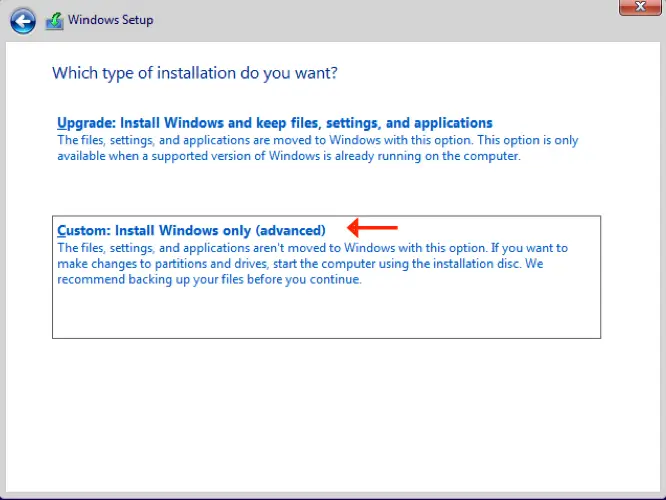 Windows Setup
Which type of installation do you want?
Upgrade: Install Windows and keep files, settings, and applications
The files, settings, and applications are moved to Windows with this option. This option is only
available when a supported version of Windows is already running on the computer.
Custom: Install Windows only (advanced)
The files, settings, and applications aren't moved to Windows with this option. If you want to
make changes to partitions and drives, start the computer using the installation disc. We
recommend backing up your files before you continue.